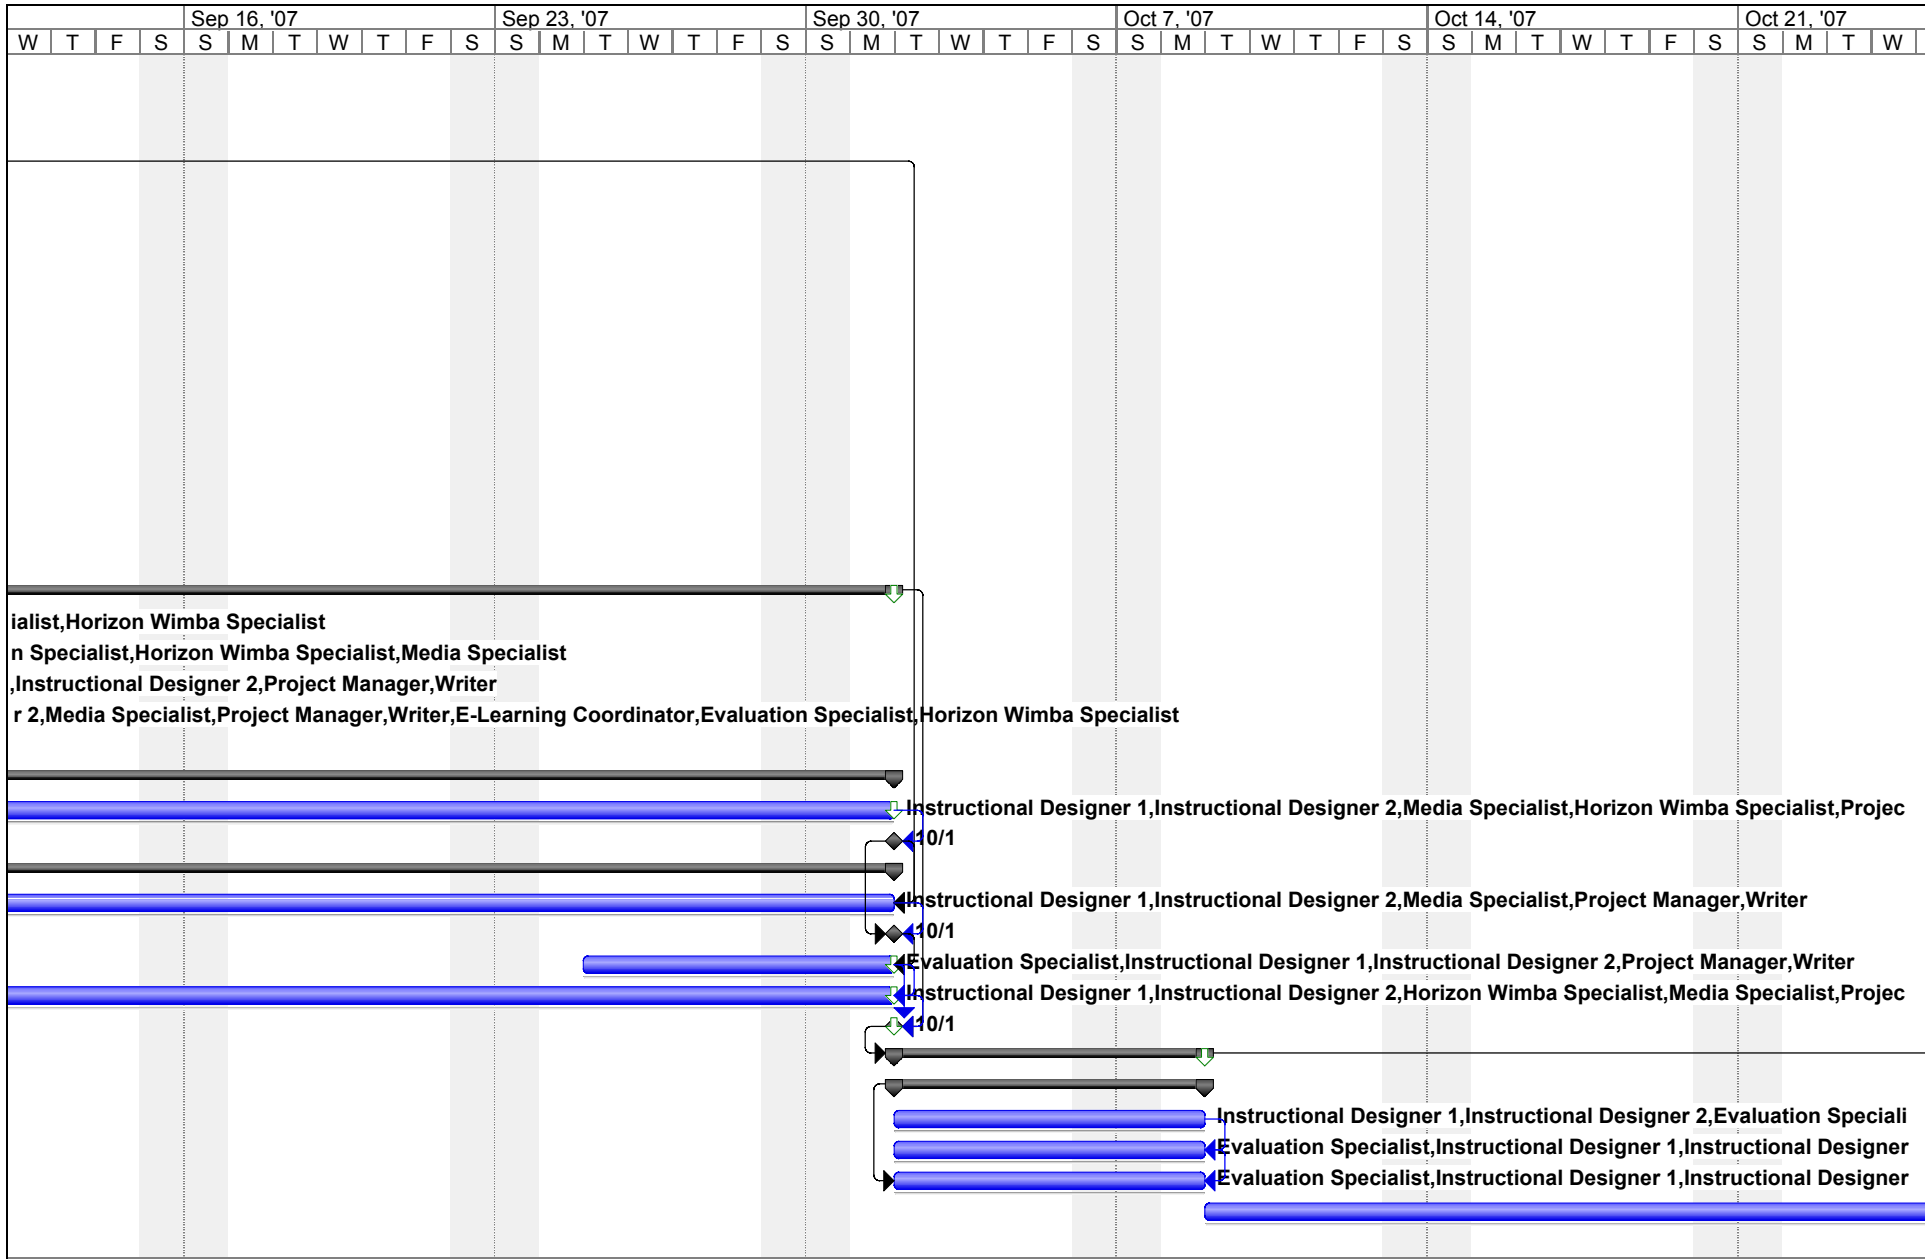 Sep 16, '07 Sep 23, '07 Sep 30, '07 Oct 7, '07 Oct 14, '07 Oct 21, '07
W T F S S M T W T F S S M T W T F S S M T W T F S S M T W T F S S M T W T F S S M T W
ialist,Horizon Wimba Specialist
n Specialist,Horizon Wimba Specialist,Media Specialist
,Instructional Designer 2,Project Manager,Writer
r 2,Media Specialist,Project Manager,Writer,E-Learning Coordinator,Evaluation Specialist,Horizon Wimba Specialist
Instructional Designer 1,Instructional Designer 2,Media Specialist,Horizon Wimba Specialist,Projec
10/1
Instructional Designer 1,Instructional Designer 2,Media Specialist,Project Manager,Writer
10/1
Evaluation Specialist,Instructional Designer 1,Instructional Designer 2,Project Manager,Writer
Instructional Designer 1,Instructional Designer 2,Horizon Wimba Specialist,Media Specialist,Projec
10/1
Instructional Designer 1,Instructional Designer 2,Evaluation Speciali
Evaluation Specialist,Instructional Designer 1,Instructional Designer
Evaluation Specialist,Instructional Designer 1,Instructional Designer